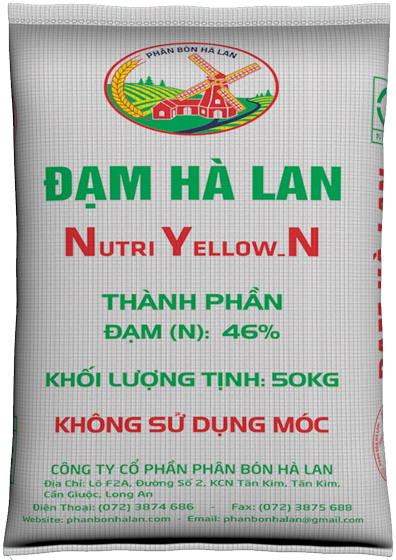 PHÂN BÓN HÀ LAN
ĐẠM HÀ LAN
NUTRI YELLOW_N
THÀNH PHẦN
ĐẠM (N): 46%
KHỐI LƯỢNG TỊNH: 50KG
KHÔNG SỬ DỤNG MÓC
CÔNG TY CỔ PHẦN PHÂN BÓN HÀ LAN
Địa Chỉ: Lô F2A, Đường Số 2, KCN Tân Kim, Tân Kim,
Cần Giuộc, Long An
Điện Thoại: (072) 3874 686 - Fax: (072) 3875 688
Website: phanbonhalan.com - Email: phanbonhalan@gmail.com
ĐẠM HÀ LAN